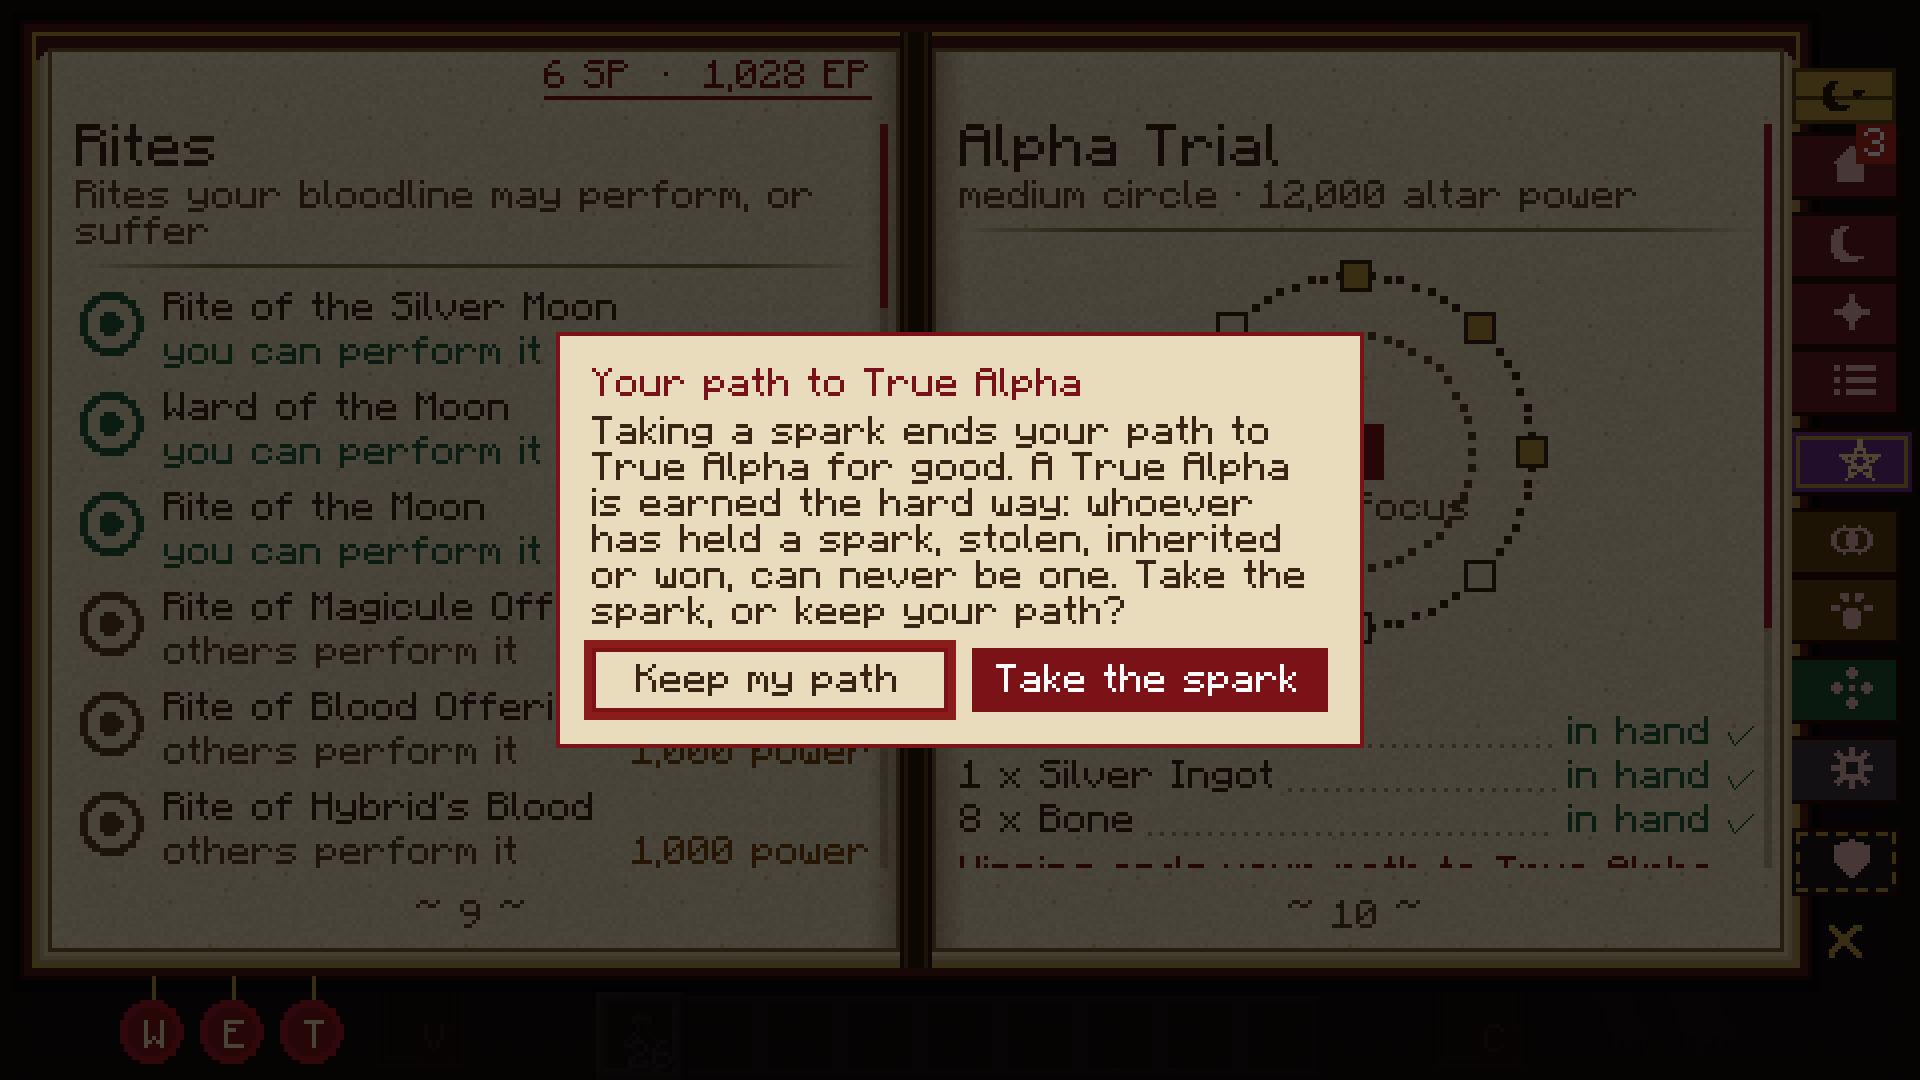 6 SP · 1,028 EP
Rites
Rites your bloodline may perform, or
suffer
Rite of the Silver Moon
you can perform it
Ward of the Moon
you can perform it
Rite of the Moon
you can perform it
Rite of Magicule Off
others perform it
Rite of Blood Offeri
others perform it
1,000 power
Rite of Hybrid's Blood
others perform it
1,000 power
~ 9 ~
Alpha Trial
medium circle · 12,000 altar power
focus
in hand ✓
1 x Silver Ingot
in hand ✓
8 x Bone
in hand ✓
~ 10 ~
Your path to True Alpha
Taking a spark ends your path to
True Alpha for good. A True Alpha
is earned the hard way: whoever
has held a spark, stolen, inherited
or won, can never be one. Take the
spark, or keep your path?
Keep my path
Take the spark
3
W
E
T
V
26
C